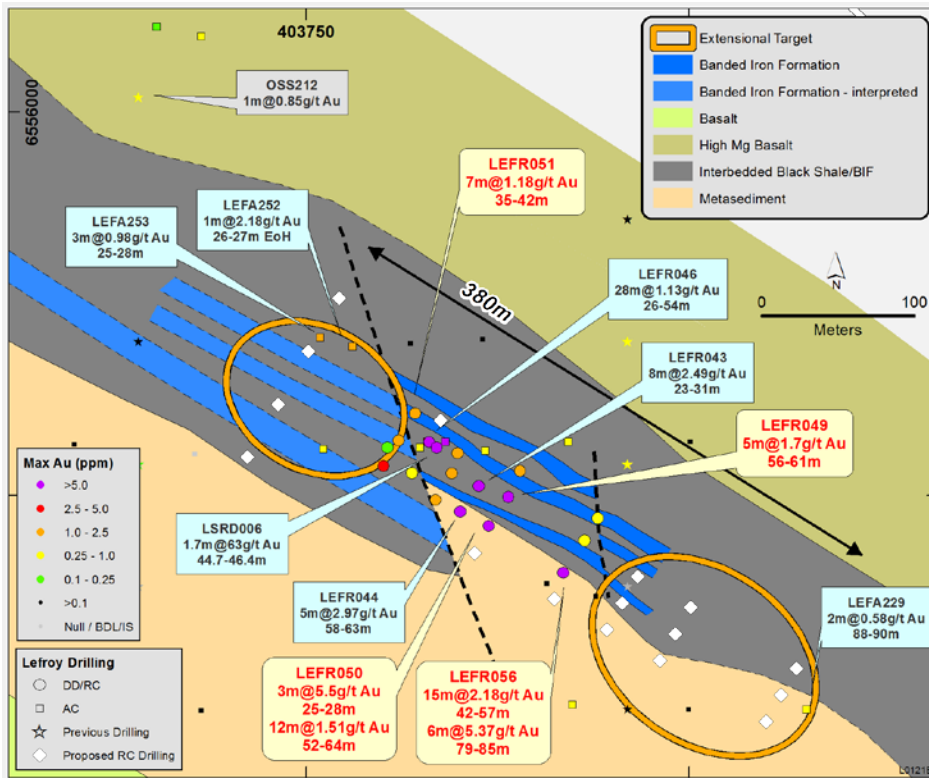 403750
6556000
OSS212
1m@0.85g/t Au
Extensional Target
Banded Iron Formation
Banded Iron Formation - interpreted
Basalt
High Mg Basalt
Interbedded Black Shale/BIF
Metasediment
LEFR051
7m@1.18g/t Au
35-42m
LEFA252
1m@2.18g/t Au
26-27m EoH
LEFA253
3m@0.98g/t Au
25-28m
380m
N
0 100
Meters
LEFR046
28m@1.13g/t Au
26-54m
LEFR043
8m@2.49g/t Au
23-31m
LEFR049
5m@1.7g/t Au
56-61m
Max Au (ppm)
>5.0
2.5 - 5.0
1.0 - 2.5
0.25 - 1.0
0.1 - 0.25
>0.1
Null / BDL/IS
LSRD006
1.7m@63g/t Au
44.7-46.4m
LEFR044
5m@2.97g/t Au
58-63m
LEFA229
2m@0.58g/t Au
88-90m
Lefroy Drilling
DD/RC
AC
Previous Drilling
Proposed RC Drilling
LEFR050
3m@5.5g/t Au
25-28m
12m@1.51g/t Au
52-64m
LEFR056
15m@2.18g/t Au
42-57m
6m@5.37g/t Au
79-85m